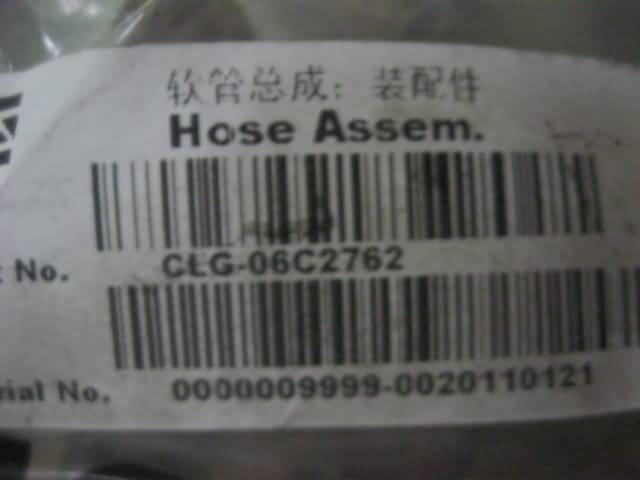 软管总成：装配件
Hose Assem.
t No. CLG-06C2762
rial No. 0000009999-0020110121